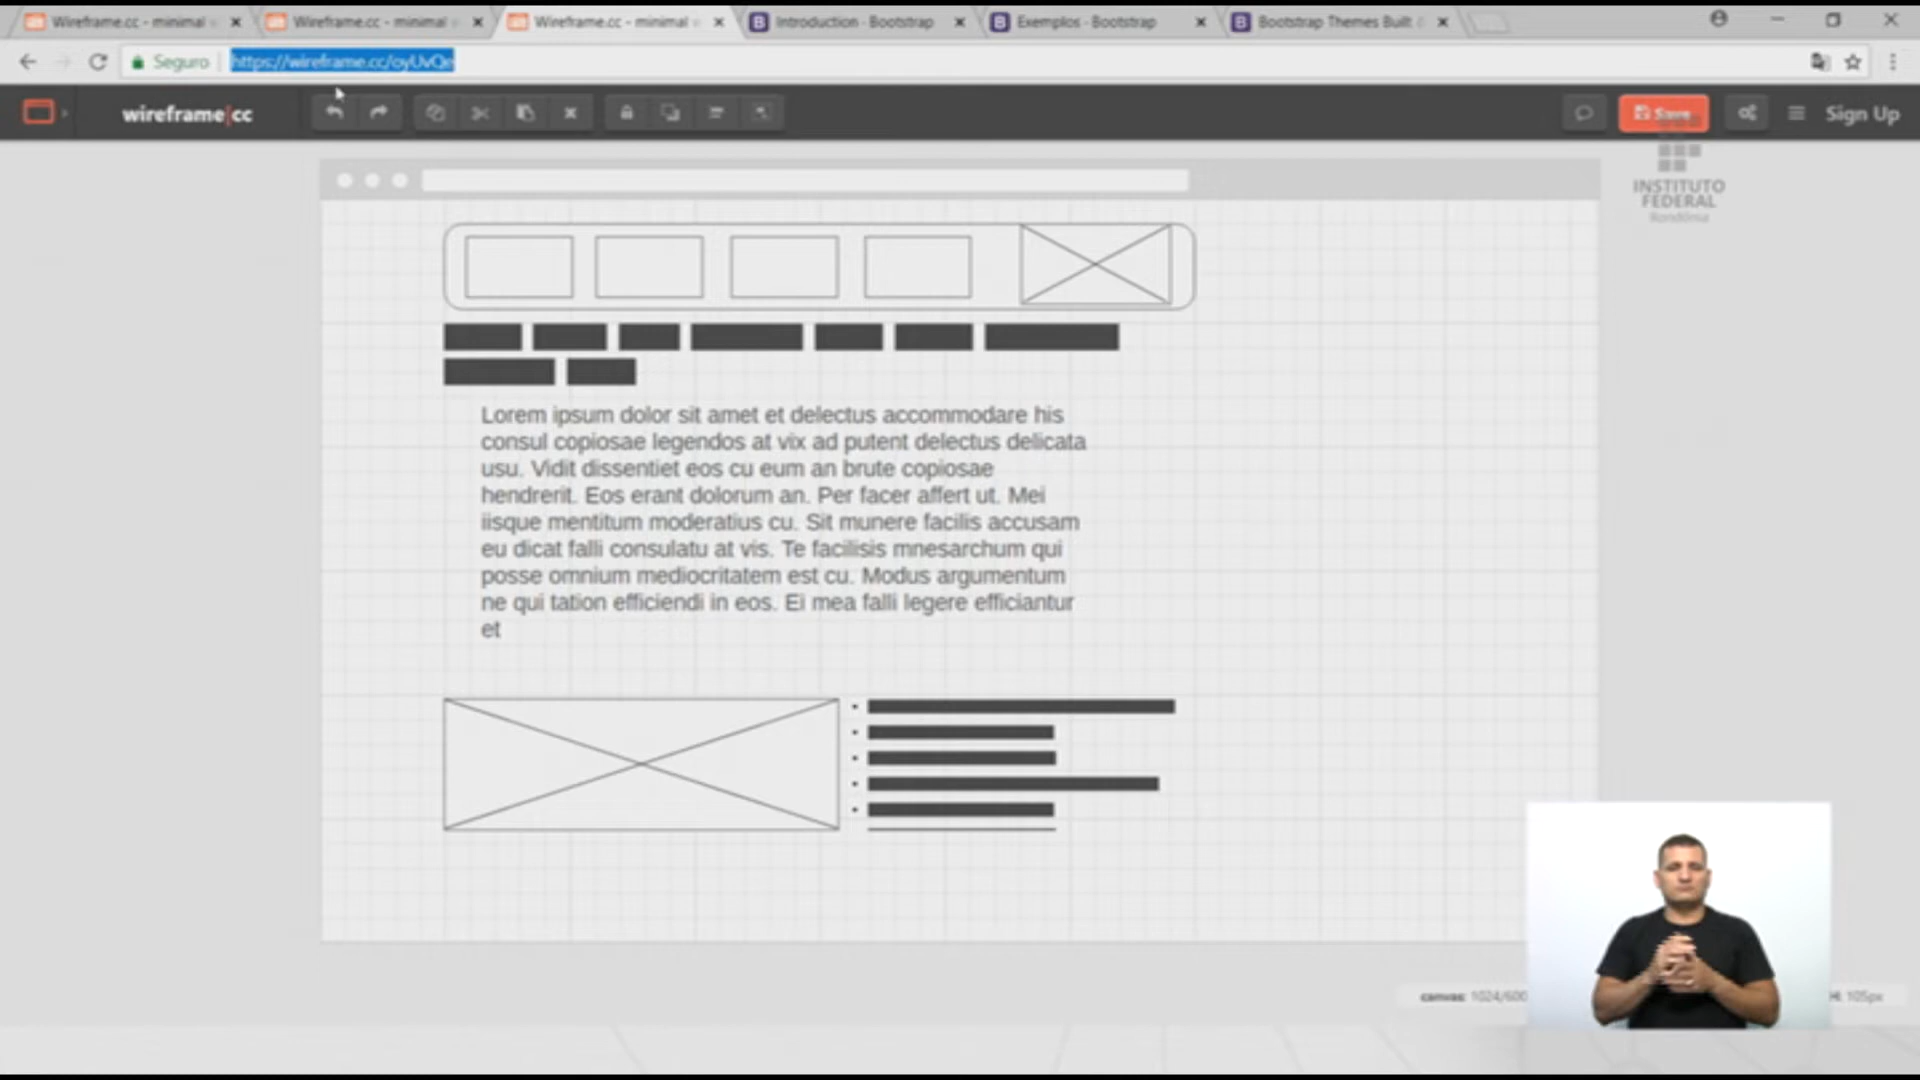 Wireframe.cc - minimal
Wireframe.cc - minimal
Wireframe.cc - minimal
Introduction · Bootstrap
Exemplos · Bootstrap
Bootstrap Themes Built
Seguro
https://wireframe.cc/oyUvQe
wireframe|cc
Save
Sign Up
INSTITUTO
FEDERAL
Rondônia
Lorem ipsum dolor sit amet et delectus accommodare his
consul copiosae legendos at vix ad putent delectus delicata
usu. Vidit dissentiet eos cu eum an brute copiosae
hendrerit. Eos erant dolorum an. Per facer affert ut. Mei
iisque mentitum moderatius cu. Sit munere facilis accusam
eu dicat falli consulatu at vis. Te facilisis mnesarchum qui
posse omnium mediocritatem est cu. Modus argumentum
ne qui tation efficiendi in eos. Ei mea falli legere efficiantur
et
canvas: 1024/600
H: 105px